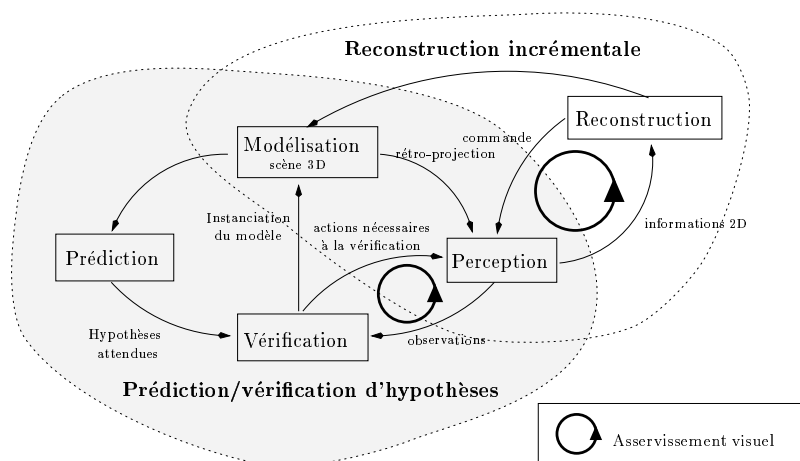 Reconstruction incrémentale
Reconstruction
commande
Modélisation
scène 3D
rétro-projection
Instanciation
du modèle
actions nécessaires
à la vérification
informations 2D
Prédiction
Perception
Hypothèses
attendues
Vérification
observations
Prédiction/vérification d'hypothèses
Asservissement visuel